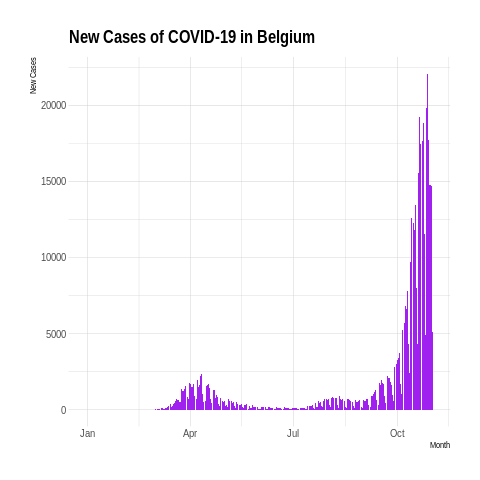 New Cases of COVID-19 in Belgium
New Cases
20000
15000
10000
5000
0
Jan Apr Jul Oct
Month